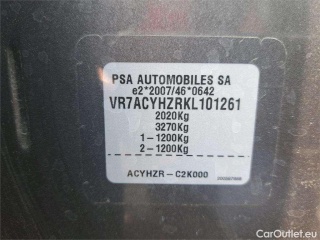 PSA AUTOMOBILES SA
e2*2007/46*0642
VR7ACYHZRKL101261
2020Kg
3270Kg
1-1200Kg
2-1200Kg
ACYHZR-C2K000
CarOutlet.eu